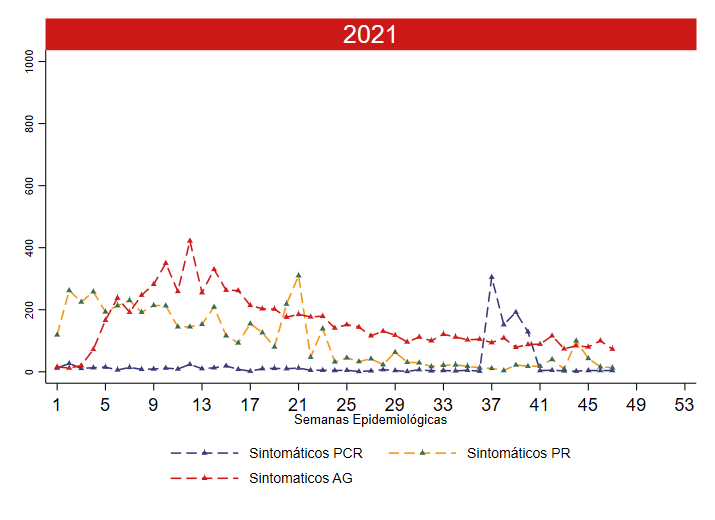 2021
1000
800
600
400
200
0
1 5 9 13 17 21 25 29 33 37 41 45 49 53
Semanas Epidemiológicas
Sintomáticos PCR Sintomáticos PR
Sintomaticos AG